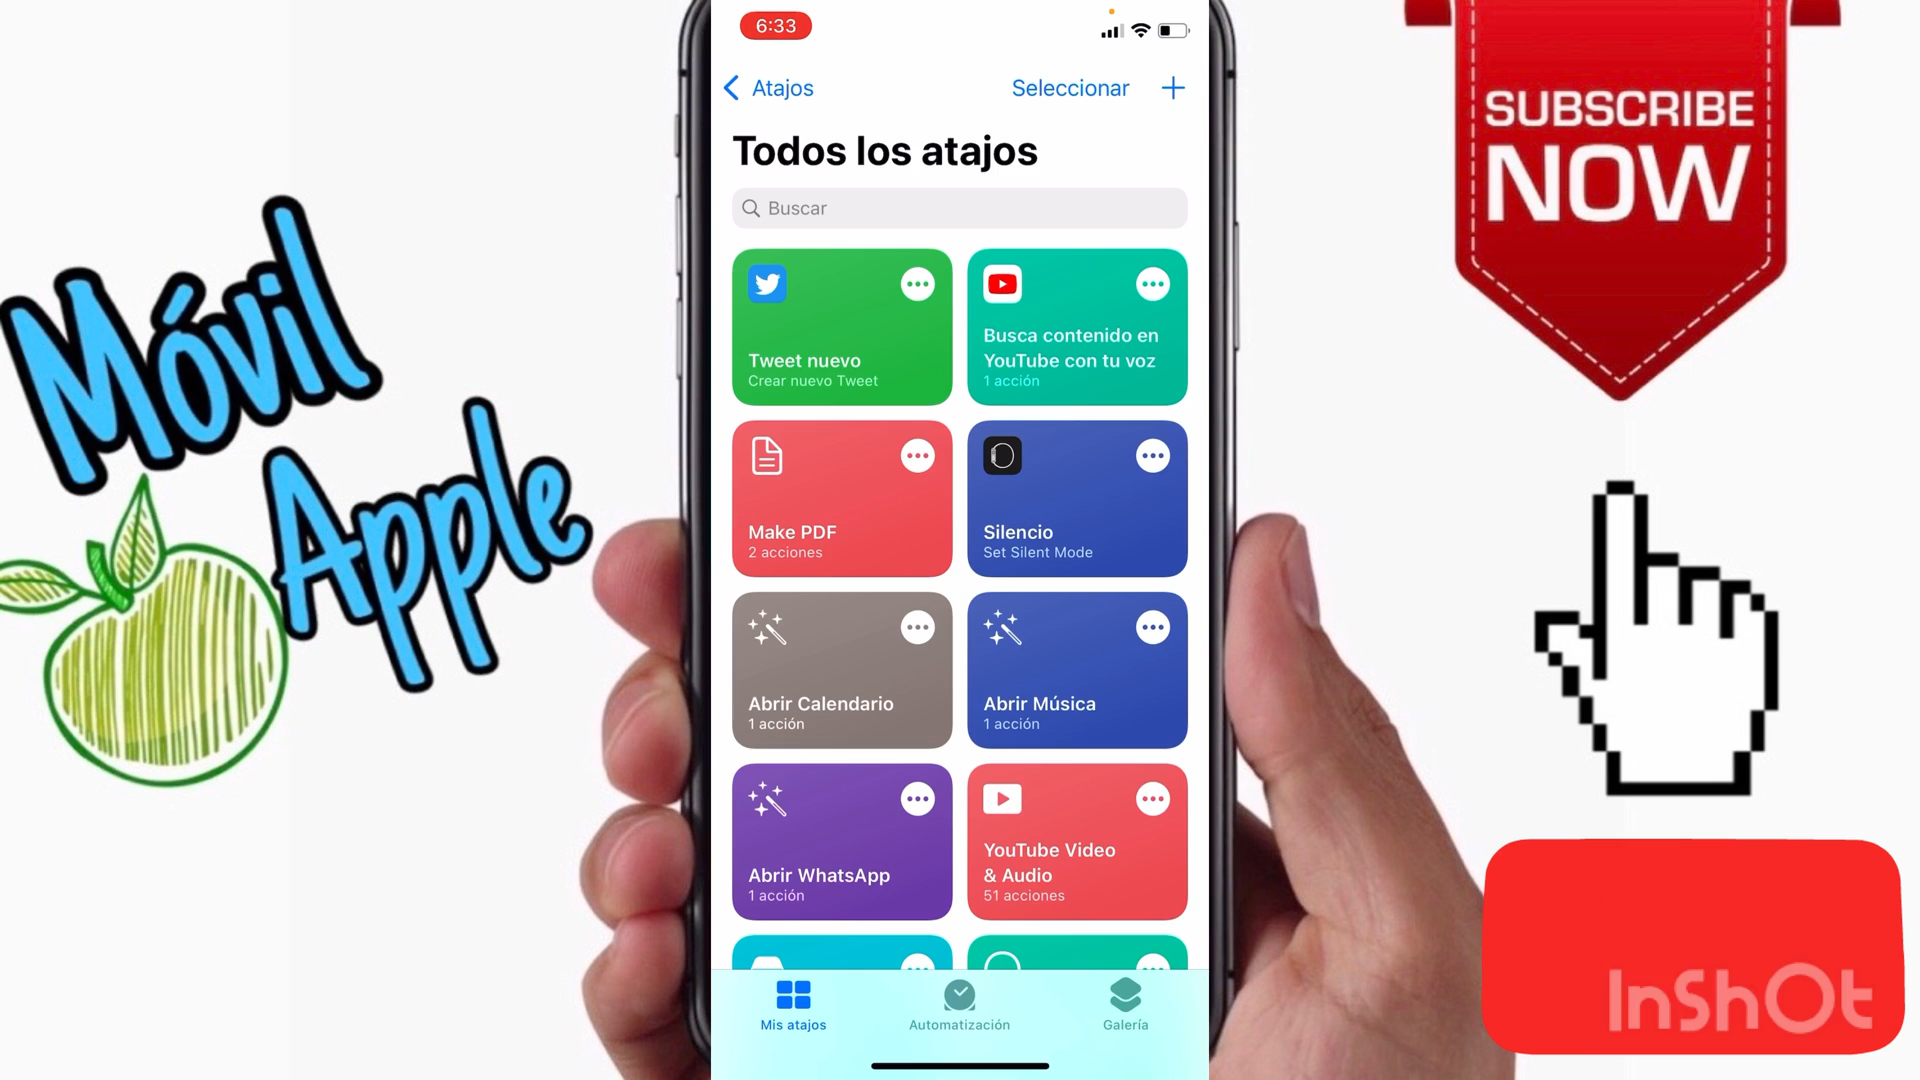 6:33
Atajos
Seleccionar
Todos los atajos
Buscar
Tweet nuevo
Crear nuevo Tweet
Busca contenido en
YouTube con tu voz
1 acción
Make PDF
2 acciones
Silencio
Set Silent Mode
Abrir Calendario
1 acción
Abrir Música
1 acción
Abrir WhatsApp
1 acción
YouTube Video
& Audio
51 acciones
Mis atajos
Automatización
Galería
Móvil
Apple
SUBSCRIBE
NOW
InShOt